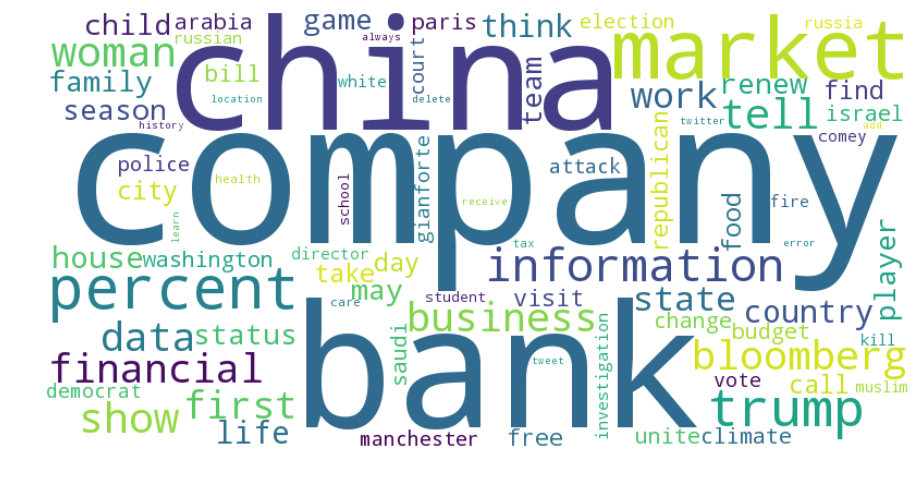 child arabia game paris think election russia
woman russian always china market
family bill white court team work renew find
season location delete tell israel
history company twitter add
police attack republican comey
city health school gianforte receive food fire
learn tax error
house washington director information player
percent take day
care may student visit state country
data status business change budget kill
financial saudi bank tweet investigation bloomberg
democrat vote call muslim
show first trump
life manchester free unite climate